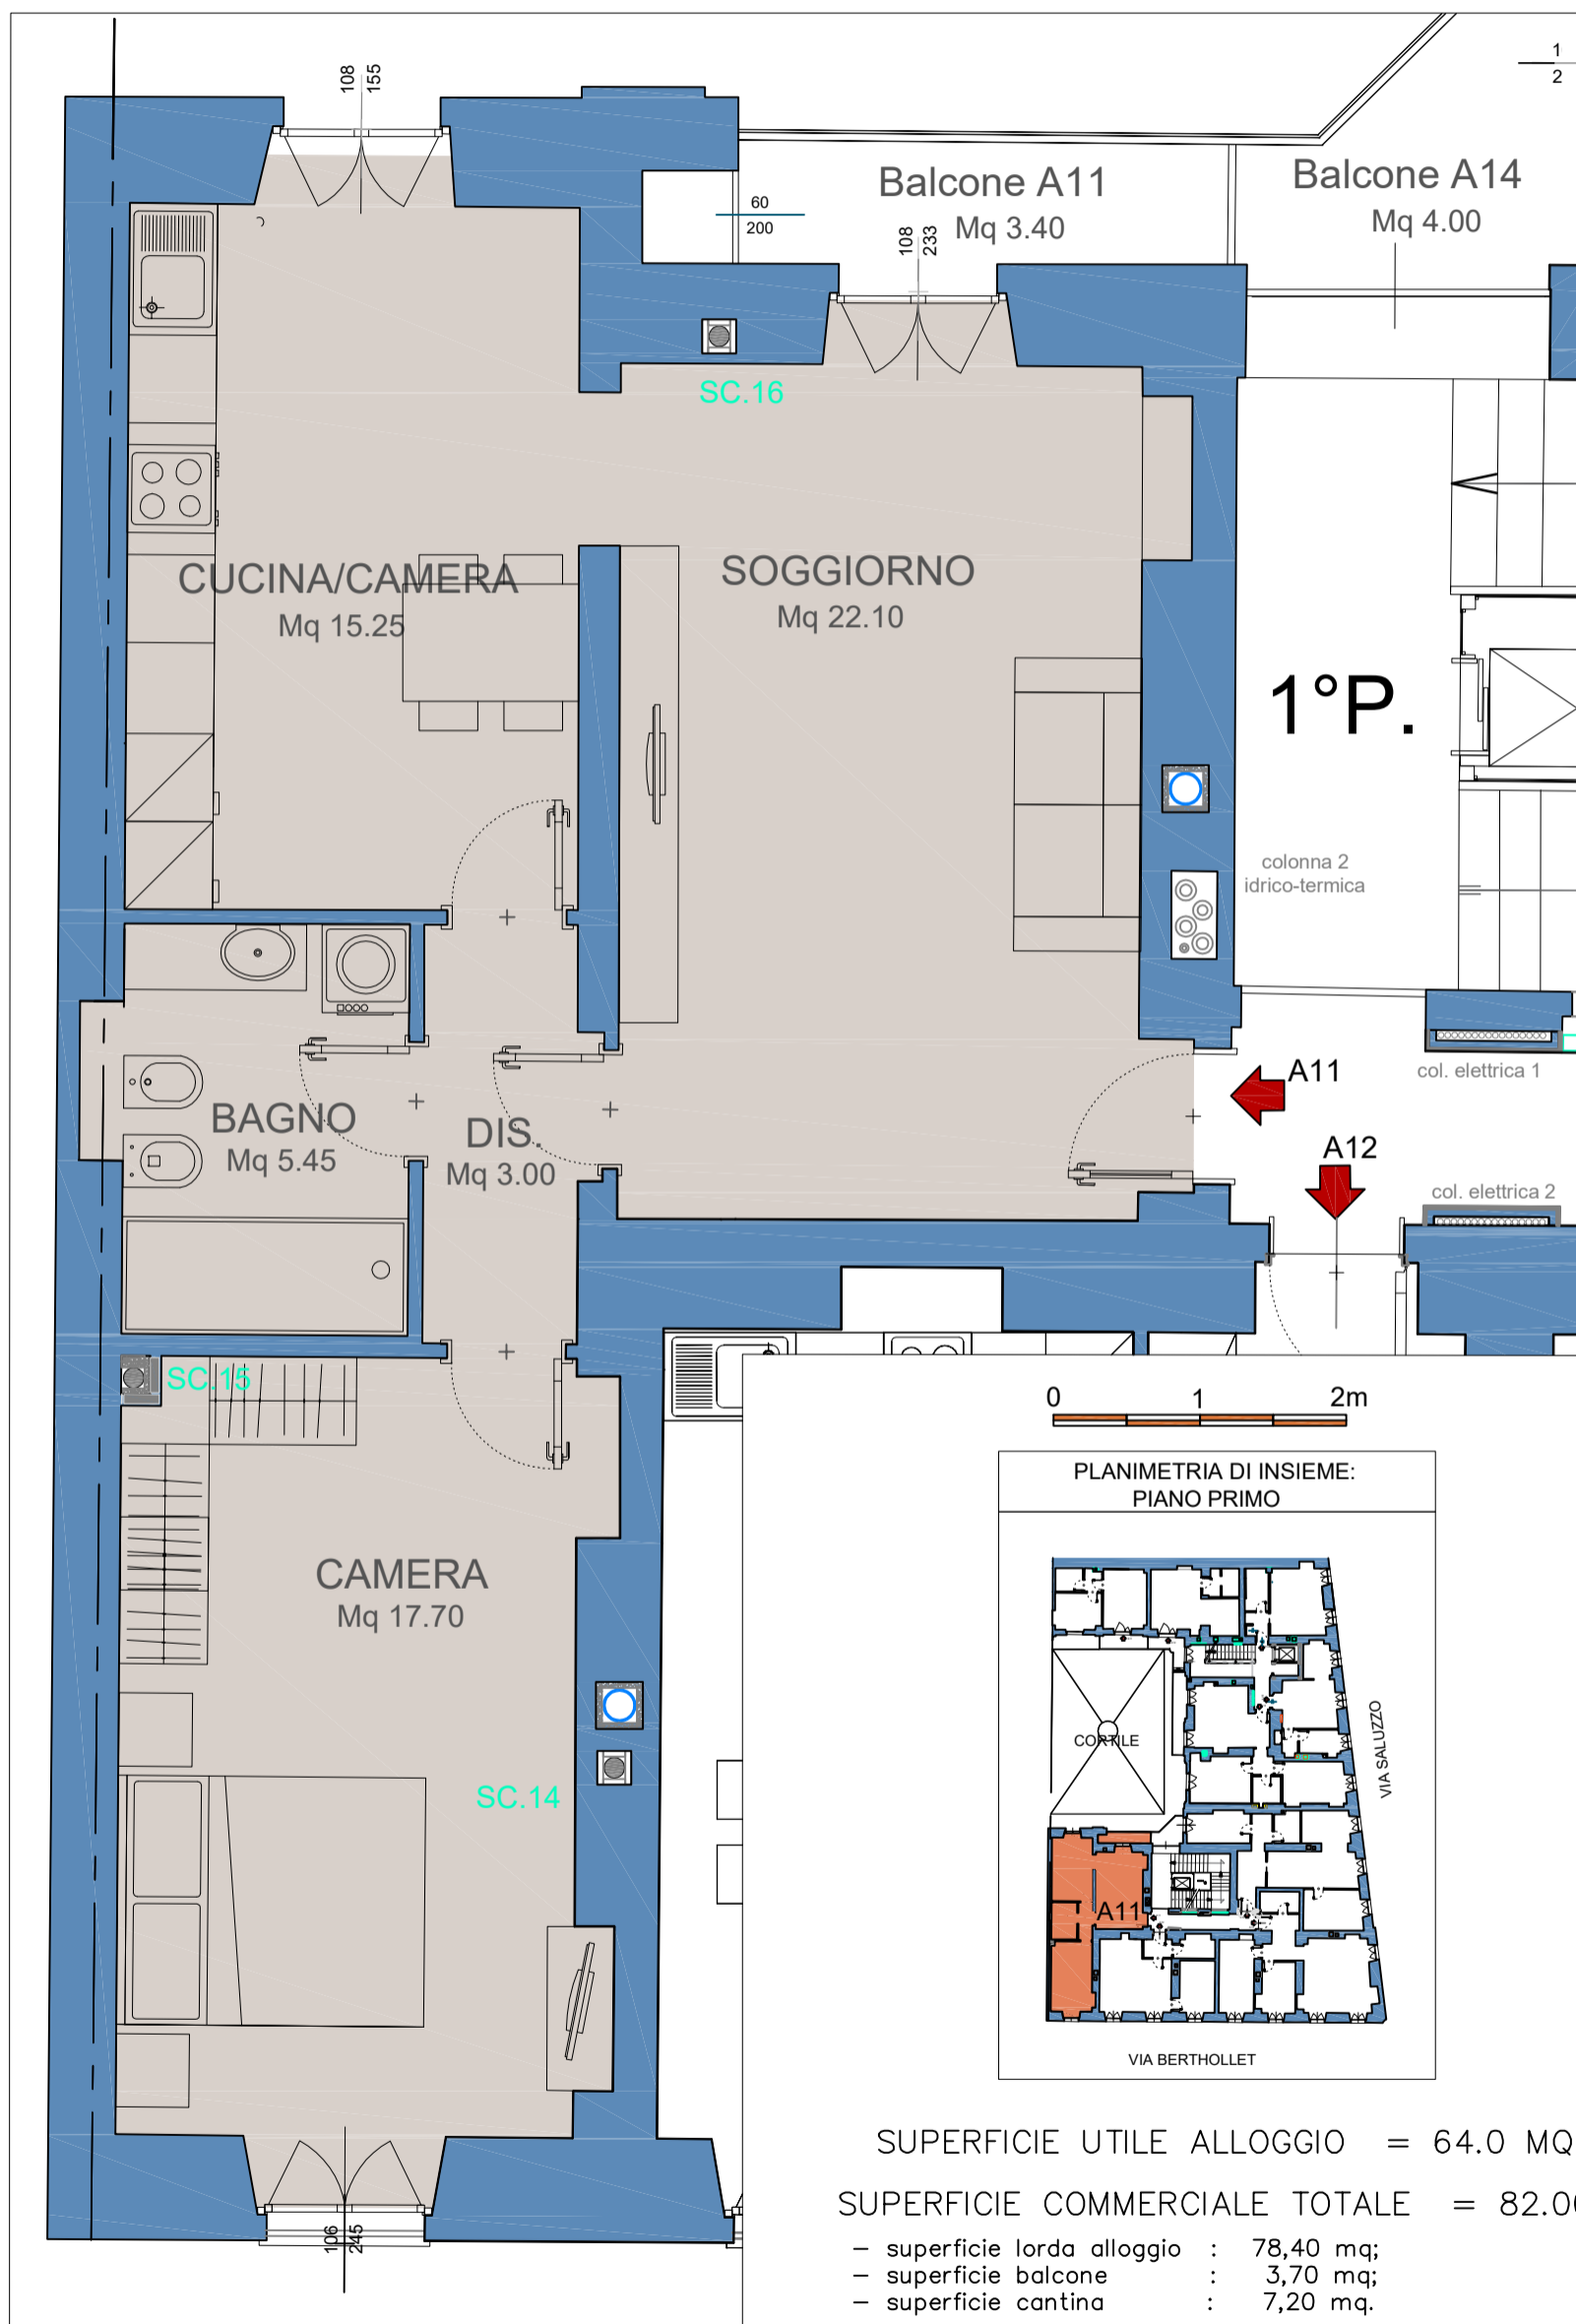 108
155
1
2
Balcone A11
Mq 3.40
Balcone A14
Mq 4.00
60
200
108
233
SC.16
CUCINA/CAMERA
Mq 15.25
SOGGIORNO
Mq 22.10
1°P.
colonna 2
idrico-termica
A11
col. elettrica 1
BAGNO
Mq 5.45
DIS.
Mq 3.00
A12
col. elettrica 2
SC.15
0 1 2m
PLANIMETRIA DI INSIEME:
PIANO PRIMO
CAMERA
Mq 17.70
SC.14
CORTILE
VIA SALUZZO
A11
VIA BERTHOLLET
SUPERFICIE UTILE ALLOGGIO = 64.0 MQ
SUPERFICIE COMMERCIALE TOTALE = 82.00
– superficie lorda alloggio : 78,40 mq;
– superficie balcone : 3,70 mq;
– superficie cantina : 7,20 mq.
106
245